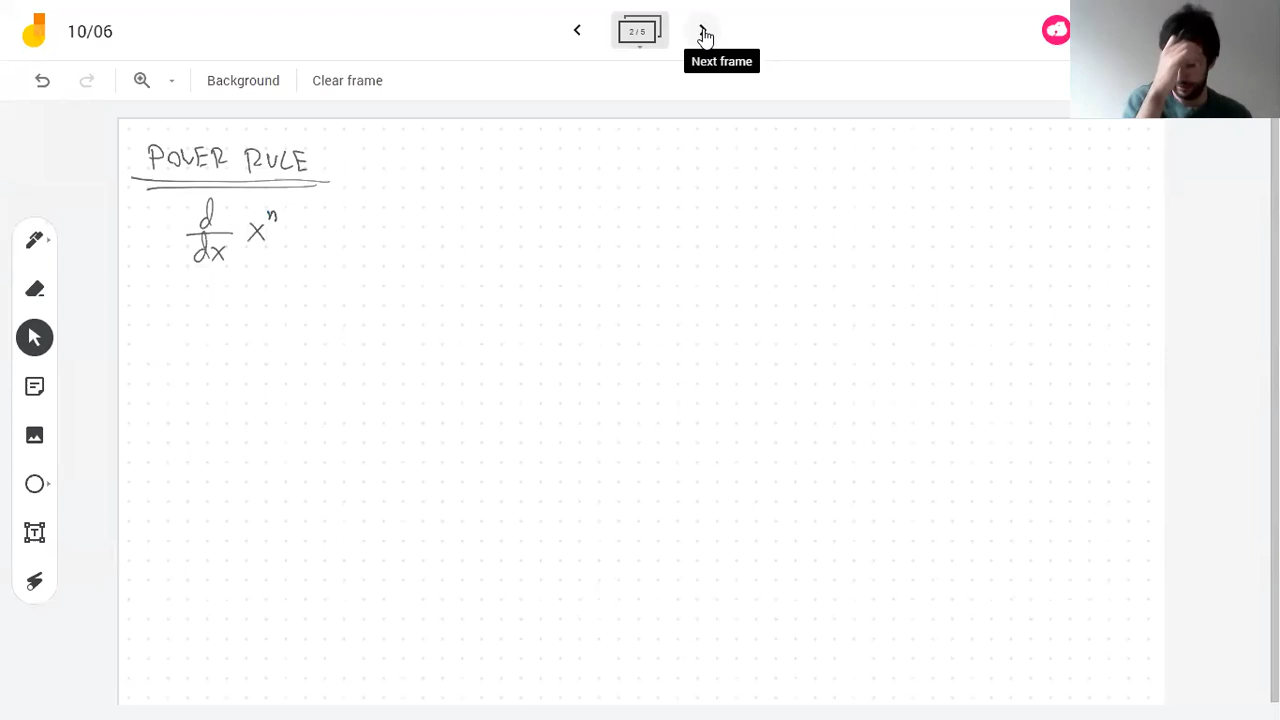 10/06
2 / 5
Next frame
Background
Clear frame
POWER RULE
d/dx x^n
T